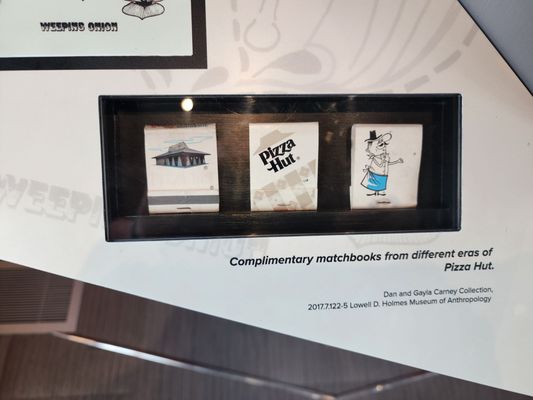 WEEPING ONION
Pizza
Hut
WEEPING
Complimentary matchbooks from different eras of
Pizza Hut.
Dan and Gayla Carney Collection,
2017.7.122-5 Lowell D. Holmes Museum of Anthropology